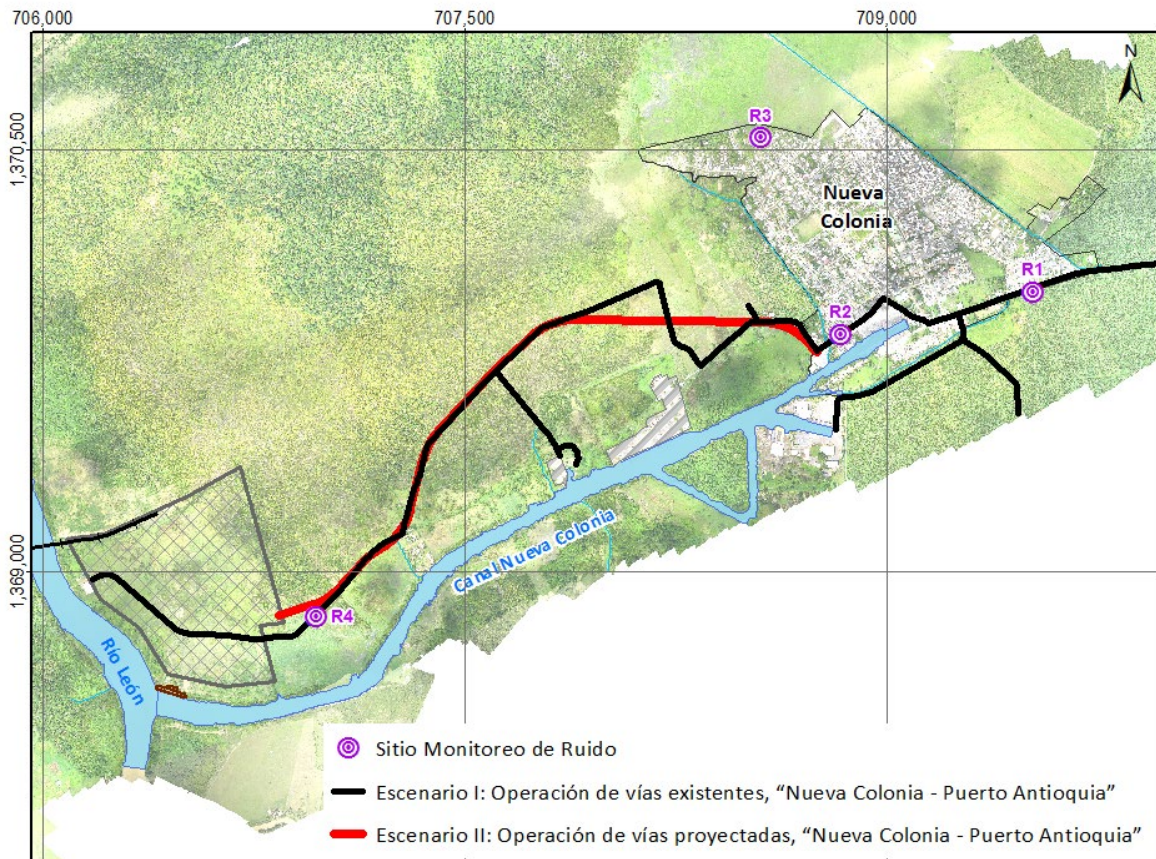 706,000
707,500
709,000
N
1,370,500
1,369,000
R3
Nueva
Colonia
R1
R2
R4
Canal Nueva Colonia
Río León
Sitio Monitoreo de Ruido
Escenario I: Operación de vías existentes, “Nueva Colonia - Puerto Antioquia”
Escenario II: Operación de vías proyectadas, “Nueva Colonia - Puerto Antioquia”